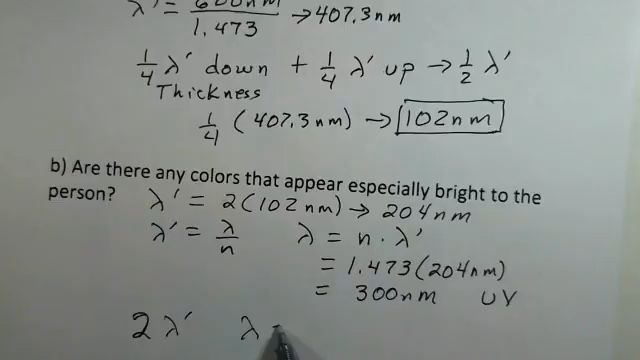 λ' = 600nm / 1.473 → 407.3nm
1/4 λ' down + 1/4 λ' up → 1/2 λ'
Thickness
1/4 (407.3nm) → 102nm
b) Are there any colors that appear especially bright to the
person? λ' = 2(102nm) → 204nm
λ' = λ/n λ = n · λ'
= 1.473(204nm)
= 300nm UV
2λ' λ =